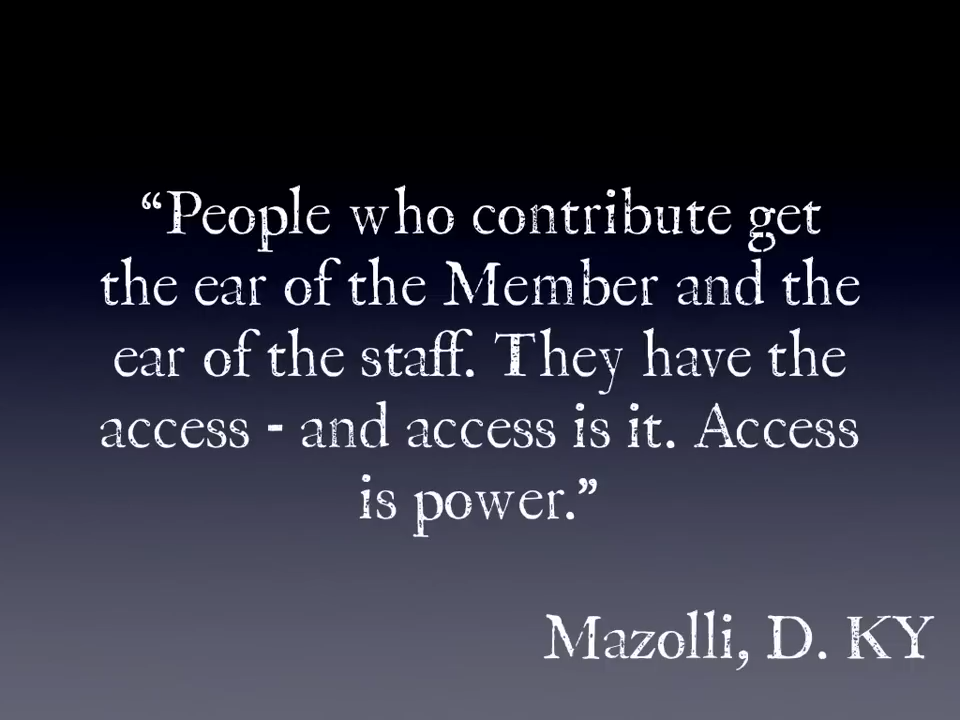 “People who contribute get
the ear of the Member and the
ear of the staff. They have the
access - and access is it. Access
is power.”
Mazolli, D. KY